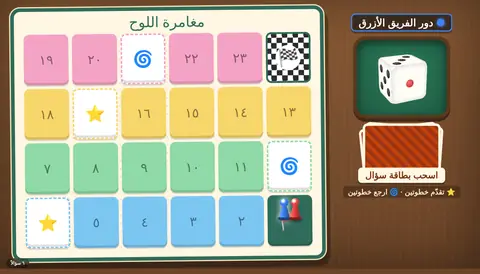 مغامرة اللوح
دور الفريق الأزرق
٢٣ ٢٢ ٢٠ ١٩
١٣ ١٤ ١٥ ١٦ ١٨
١١ ١٠ ٩ ٨ ٧
٢ ٣ ٤ ٥
اسحب بطاقة سؤال
⭐ تقدّم خطوتين · 🌀 ارجع خطوتين